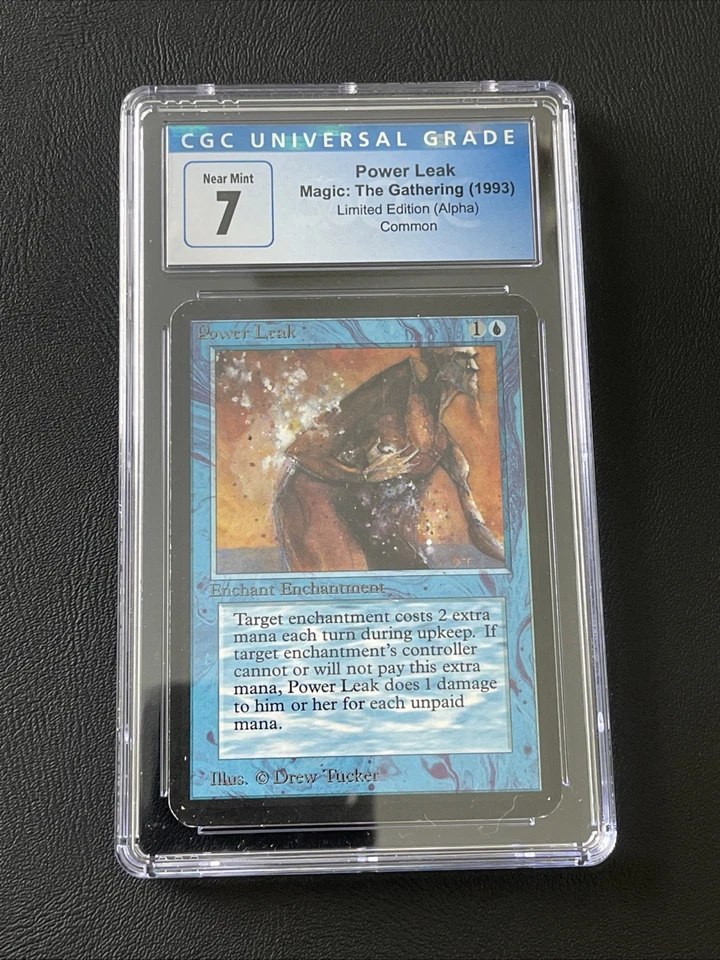 CGC UNIVERSAL GRADE
Near Mint
7
Power Leak
Magic: The Gathering (1993)
Limited Edition (Alpha)
Common
Power Leak
1
Enchant Enchantment
Target enchantment costs 2 extra
mana each turn during upkeep. If
target enchantment's controller
cannot or will not pay this extra
mana, Power Leak does 1 damage
to him or her for each unpaid
mana.
Illus. © Drew Tucker